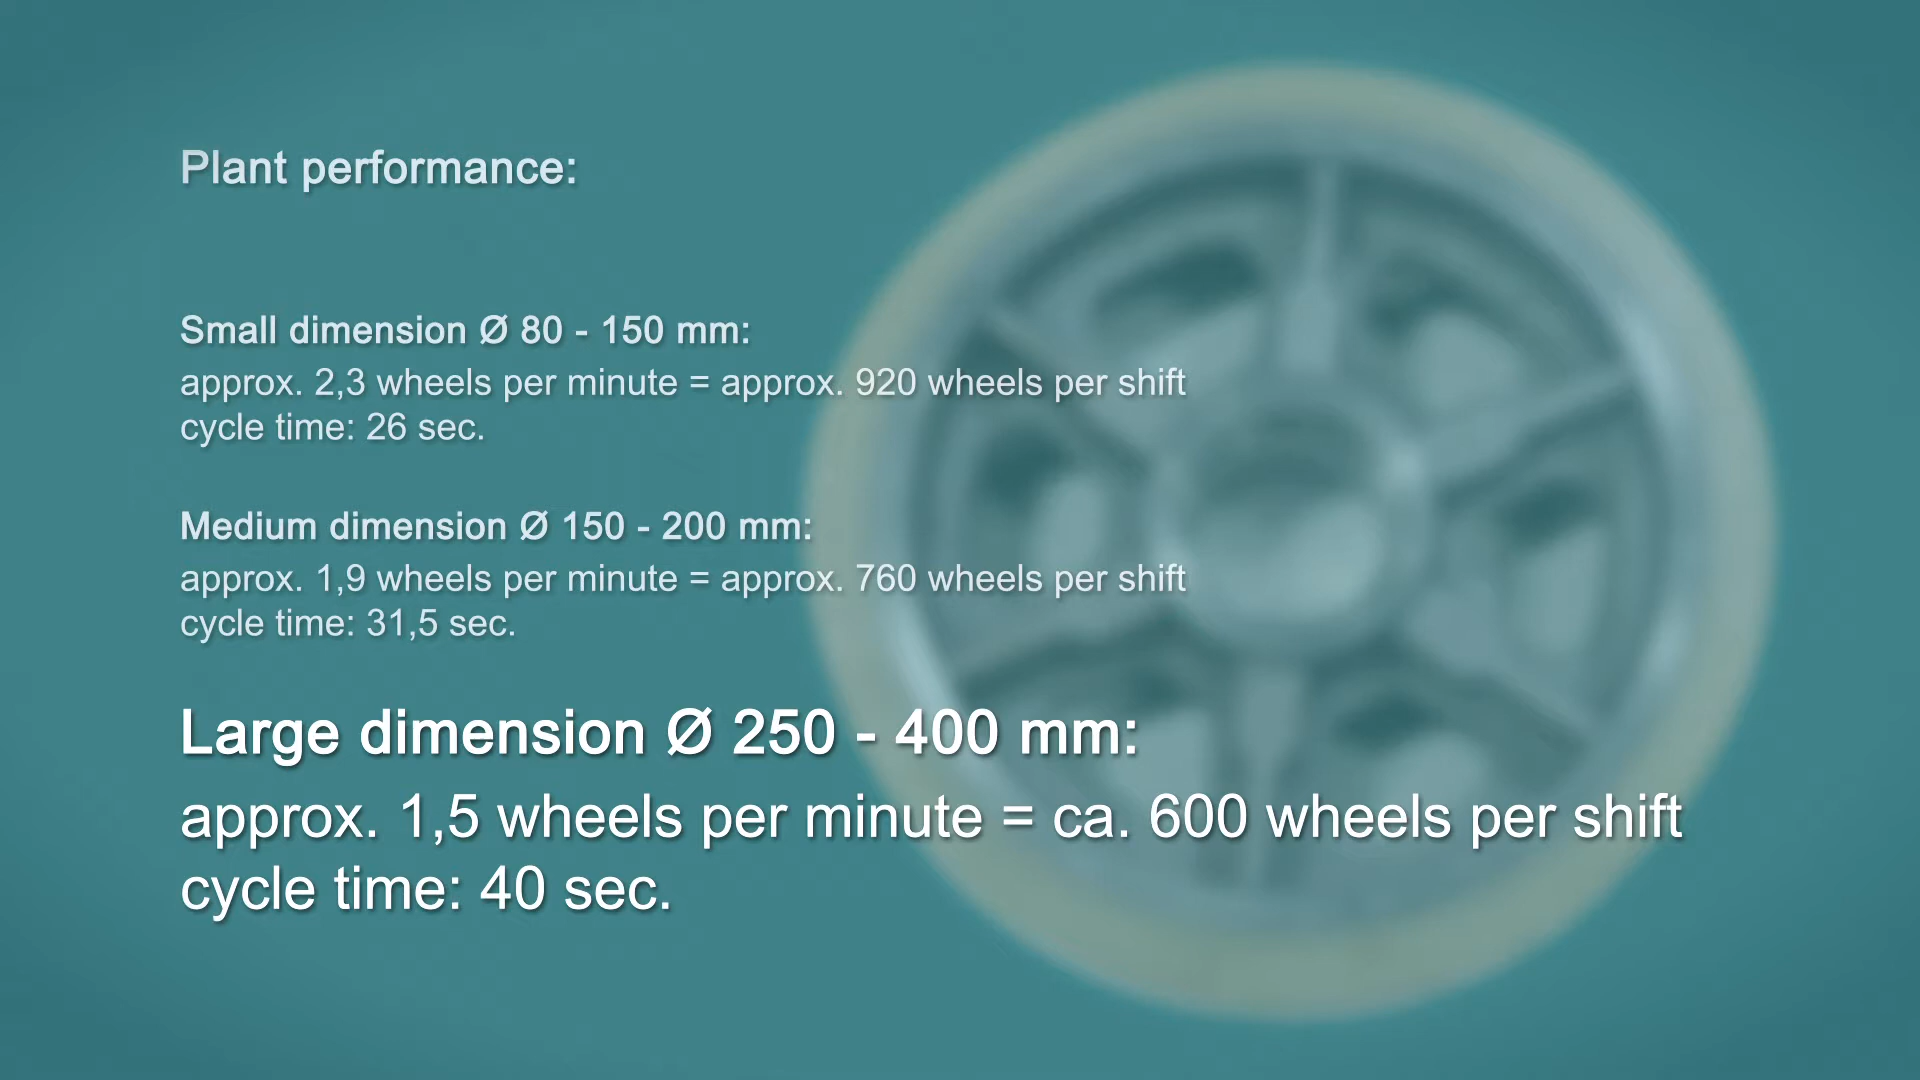 Plant performance:
Small dimension Ø 80 - 150 mm:
approx. 2,3 wheels per minute = approx. 920 wheels per shift
cycle time: 26 sec.
Medium dimension Ø 150 - 200 mm:
approx. 1,9 wheels per minute = approx. 760 wheels per shift
cycle time: 31,5 sec.
Large dimension Ø 250 - 400 mm:
approx. 1,5 wheels per minute = ca. 600 wheels per shift
cycle time: 40 sec.